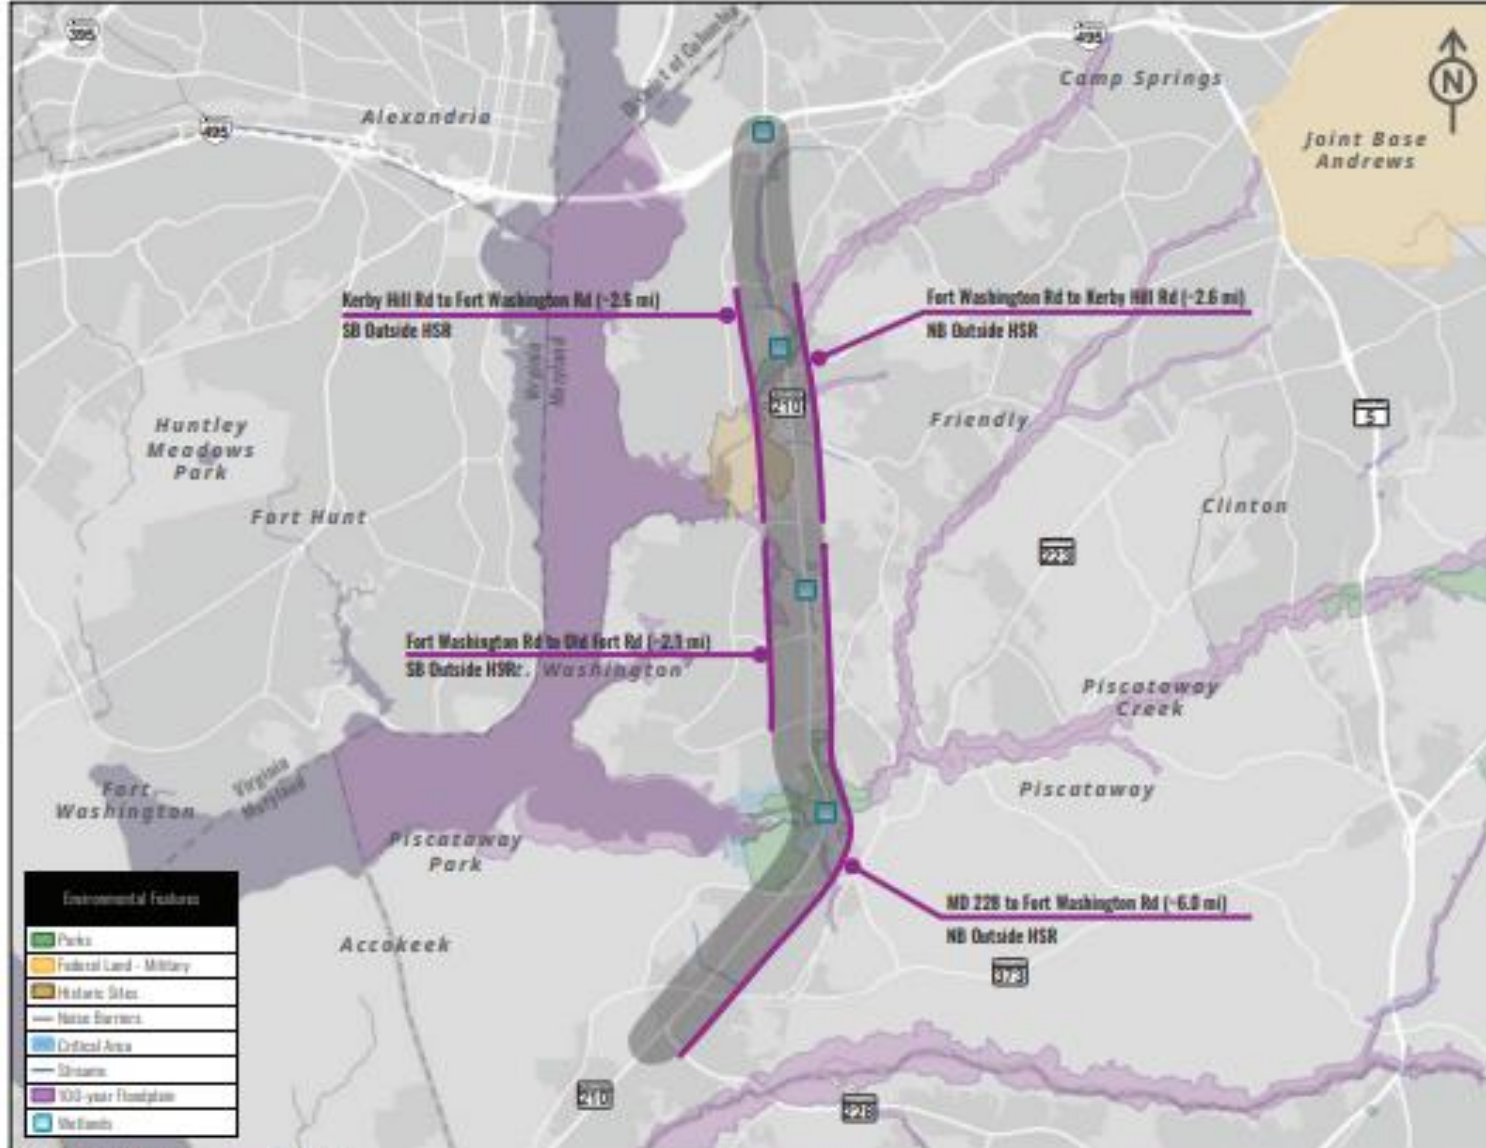 395
495
Camp Springs
N
District of Columbia
Alexandria
495
Joint Base
Andrews
Kerby Hill Rd to Fort Washington Rd (~2.6 mi)
SB Outside HSR
Fort Washington Rd to Kerby Hill Rd (~2.6 mi)
NB Outside HSR
Virginia
Maryland
210
Friendly
5
Huntley
Meadows
Park
Fort Hunt
Clinton
223
Fort Washington Rd to Old Fort Rd (~2.1 mi)
SB Outside HSR
Washington
Piscataway
Creek
Virginia
Maryland
Fort
Washington
Piscataway
Piscataway
Park
MD 228 to Fort Washington Rd (~6.0 mi)
NB Outside HSR
Accokeek
373
210
228
Environmental Features
Parks
Federal Land - Military
Historic Sites
Noise Barriers
Critical Area
Streams
100-year Floodplain
Wetlands